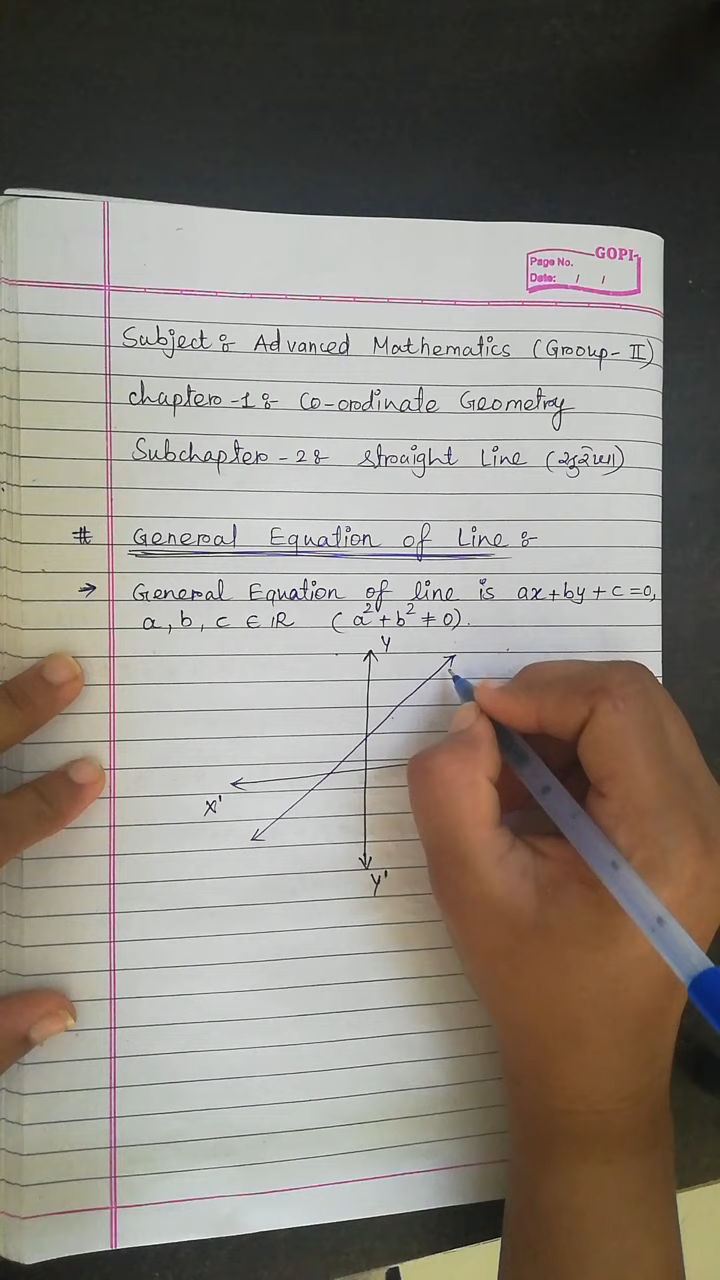 GOPI
Page No.
Date: / /
Subject : Advanced Mathematics (Group-II)
chapter -1 : Co-ordinate Geometry
Subchapter -2 : straight Line (સુરેખા)
# General Equation of Line :-
→ General Equation of line is ax+by+c=0,
a, b, c ∈ ℝ (a²+b² ≠ 0).
Y
X'
Y'